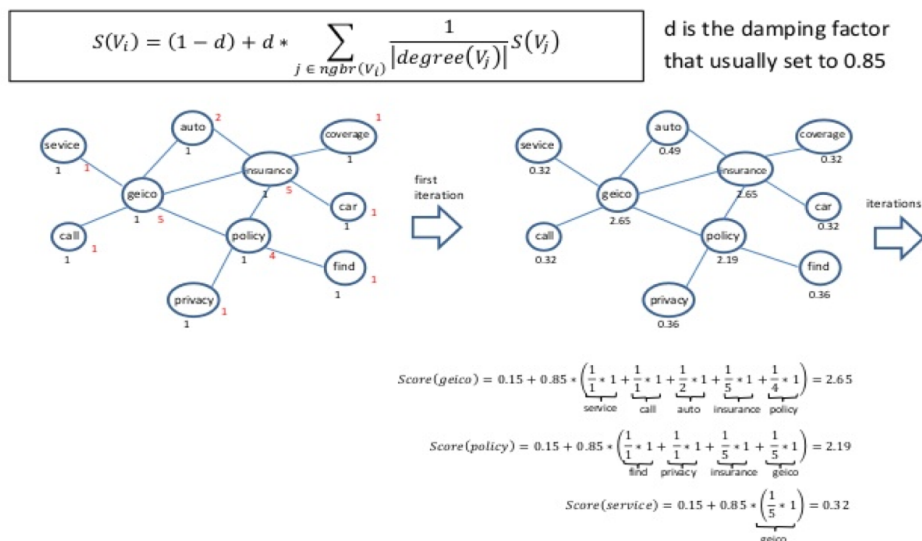 S(V_i) = (1 − d) + d ∗ ∑_{j ∈ ngbr(V_i)} 1/|degree(V_j)| S(V_j)
d is the damping factor
that usually set to 0.85
auto
2
1
sevice
1
1
coverage
1
1
insurance
1
5
geico
1
5
car
1
1
call
1
1
policy
1
4
find
1
1
privacy
1
1
first
iteration
auto
0.49
sevice
0.32
coverage
0.32
insurance
2.65
geico
2.65
car
0.32
call
0.32
policy
2.19
find
0.36
privacy
0.36
iterations
Score(geico) = 0.15 + 0.85 ∗ (1/1 ∗ 1 + 1/1 ∗ 1 + 1/2 ∗ 1 + 1/5 ∗ 1 + 1/4 ∗ 1) = 2.65
service call auto insurance policy
Score(policy) = 0.15 + 0.85 ∗ (1/1 ∗ 1 + 1/1 ∗ 1 + 1/5 ∗ 1 + 1/5 ∗ 1) = 2.19
find privacy insurance geico
Score(service) = 0.15 + 0.85 ∗ (1/5 ∗ 1) = 0.32
geico